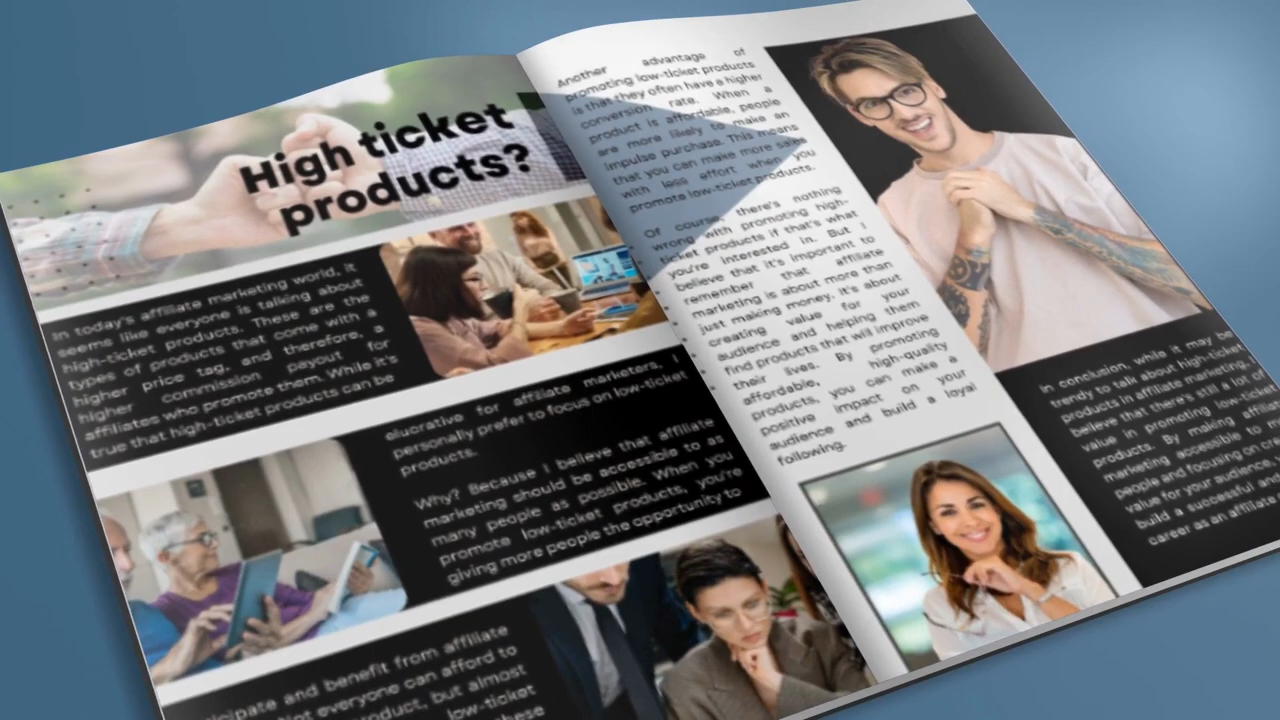 High ticket
products?
In today's affiliate marketing world, it
seems like everyone is talking about
high-ticket products. These are the
types of products that come with a
higher price tag, and therefore, a
higher commission payout for
affiliates who promote them. While it's
true that high-ticket products can be
elucrative for affiliate marketers, I
personally prefer to focus on low-ticket
products.
Why? Because I believe that affiliate
marketing should be accessible to as
many people as possible. When you
promote low-ticket products, you're
giving more people the opportunity to
and benefit from affiliate
everyone can afford to
but almost
low-ticket
these
Another advantage of
promoting low-ticket products
is that they often have a higher
conversion rate. When a
product is affordable, people
are more likely to make an
impulse purchase. This means
that you can make more sales
with less effort when you
promote low-ticket products.
Of course, there's nothing
wrong with promoting high-
ticket products if that's what
you're interested in. But I
believe that it's important to
remember that affiliate
marketing is about more than
just making money, it's about
creating value for your
audience and helping them
find products that will improve
their lives. By promoting
affordable, high-quality
products, you can make a
positive impact on your
audience and build a loyal
following.
In conclusion, while it may be
trendy to talk about high-ticket
products in affiliate marketing,
believe that there's still a lot of
value in promoting low-ticket
products. By making affiliate
marketing accessible to
people and focusing on
value for your audience,
build a successful and
career as an affiliate